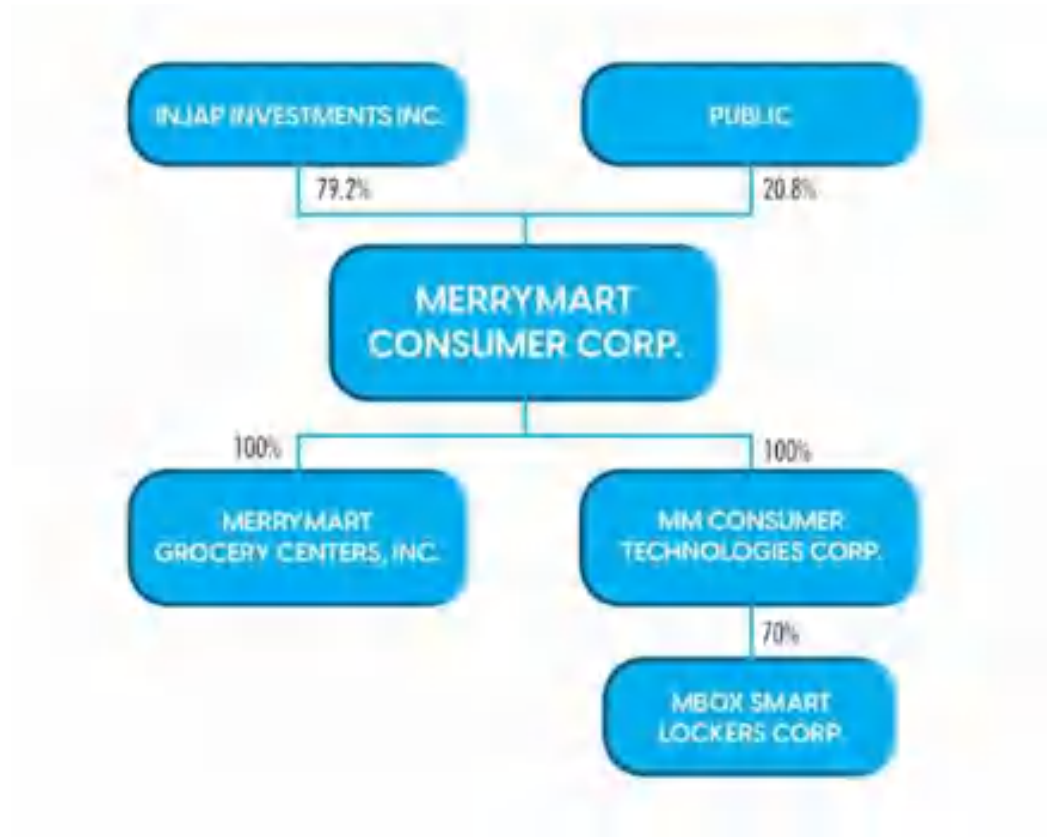 INJAP INVESTMENTS INC.
PUBLIC
79.2%
20.8%
MERRYMART
CONSUMER CORP.
100%
100%
MERRYMART
GROCERY CENTERS, INC.
MM CONSUMER
TECHNOLOGIES CORP.
70%
MBOX SMART
LOCKERS CORP.